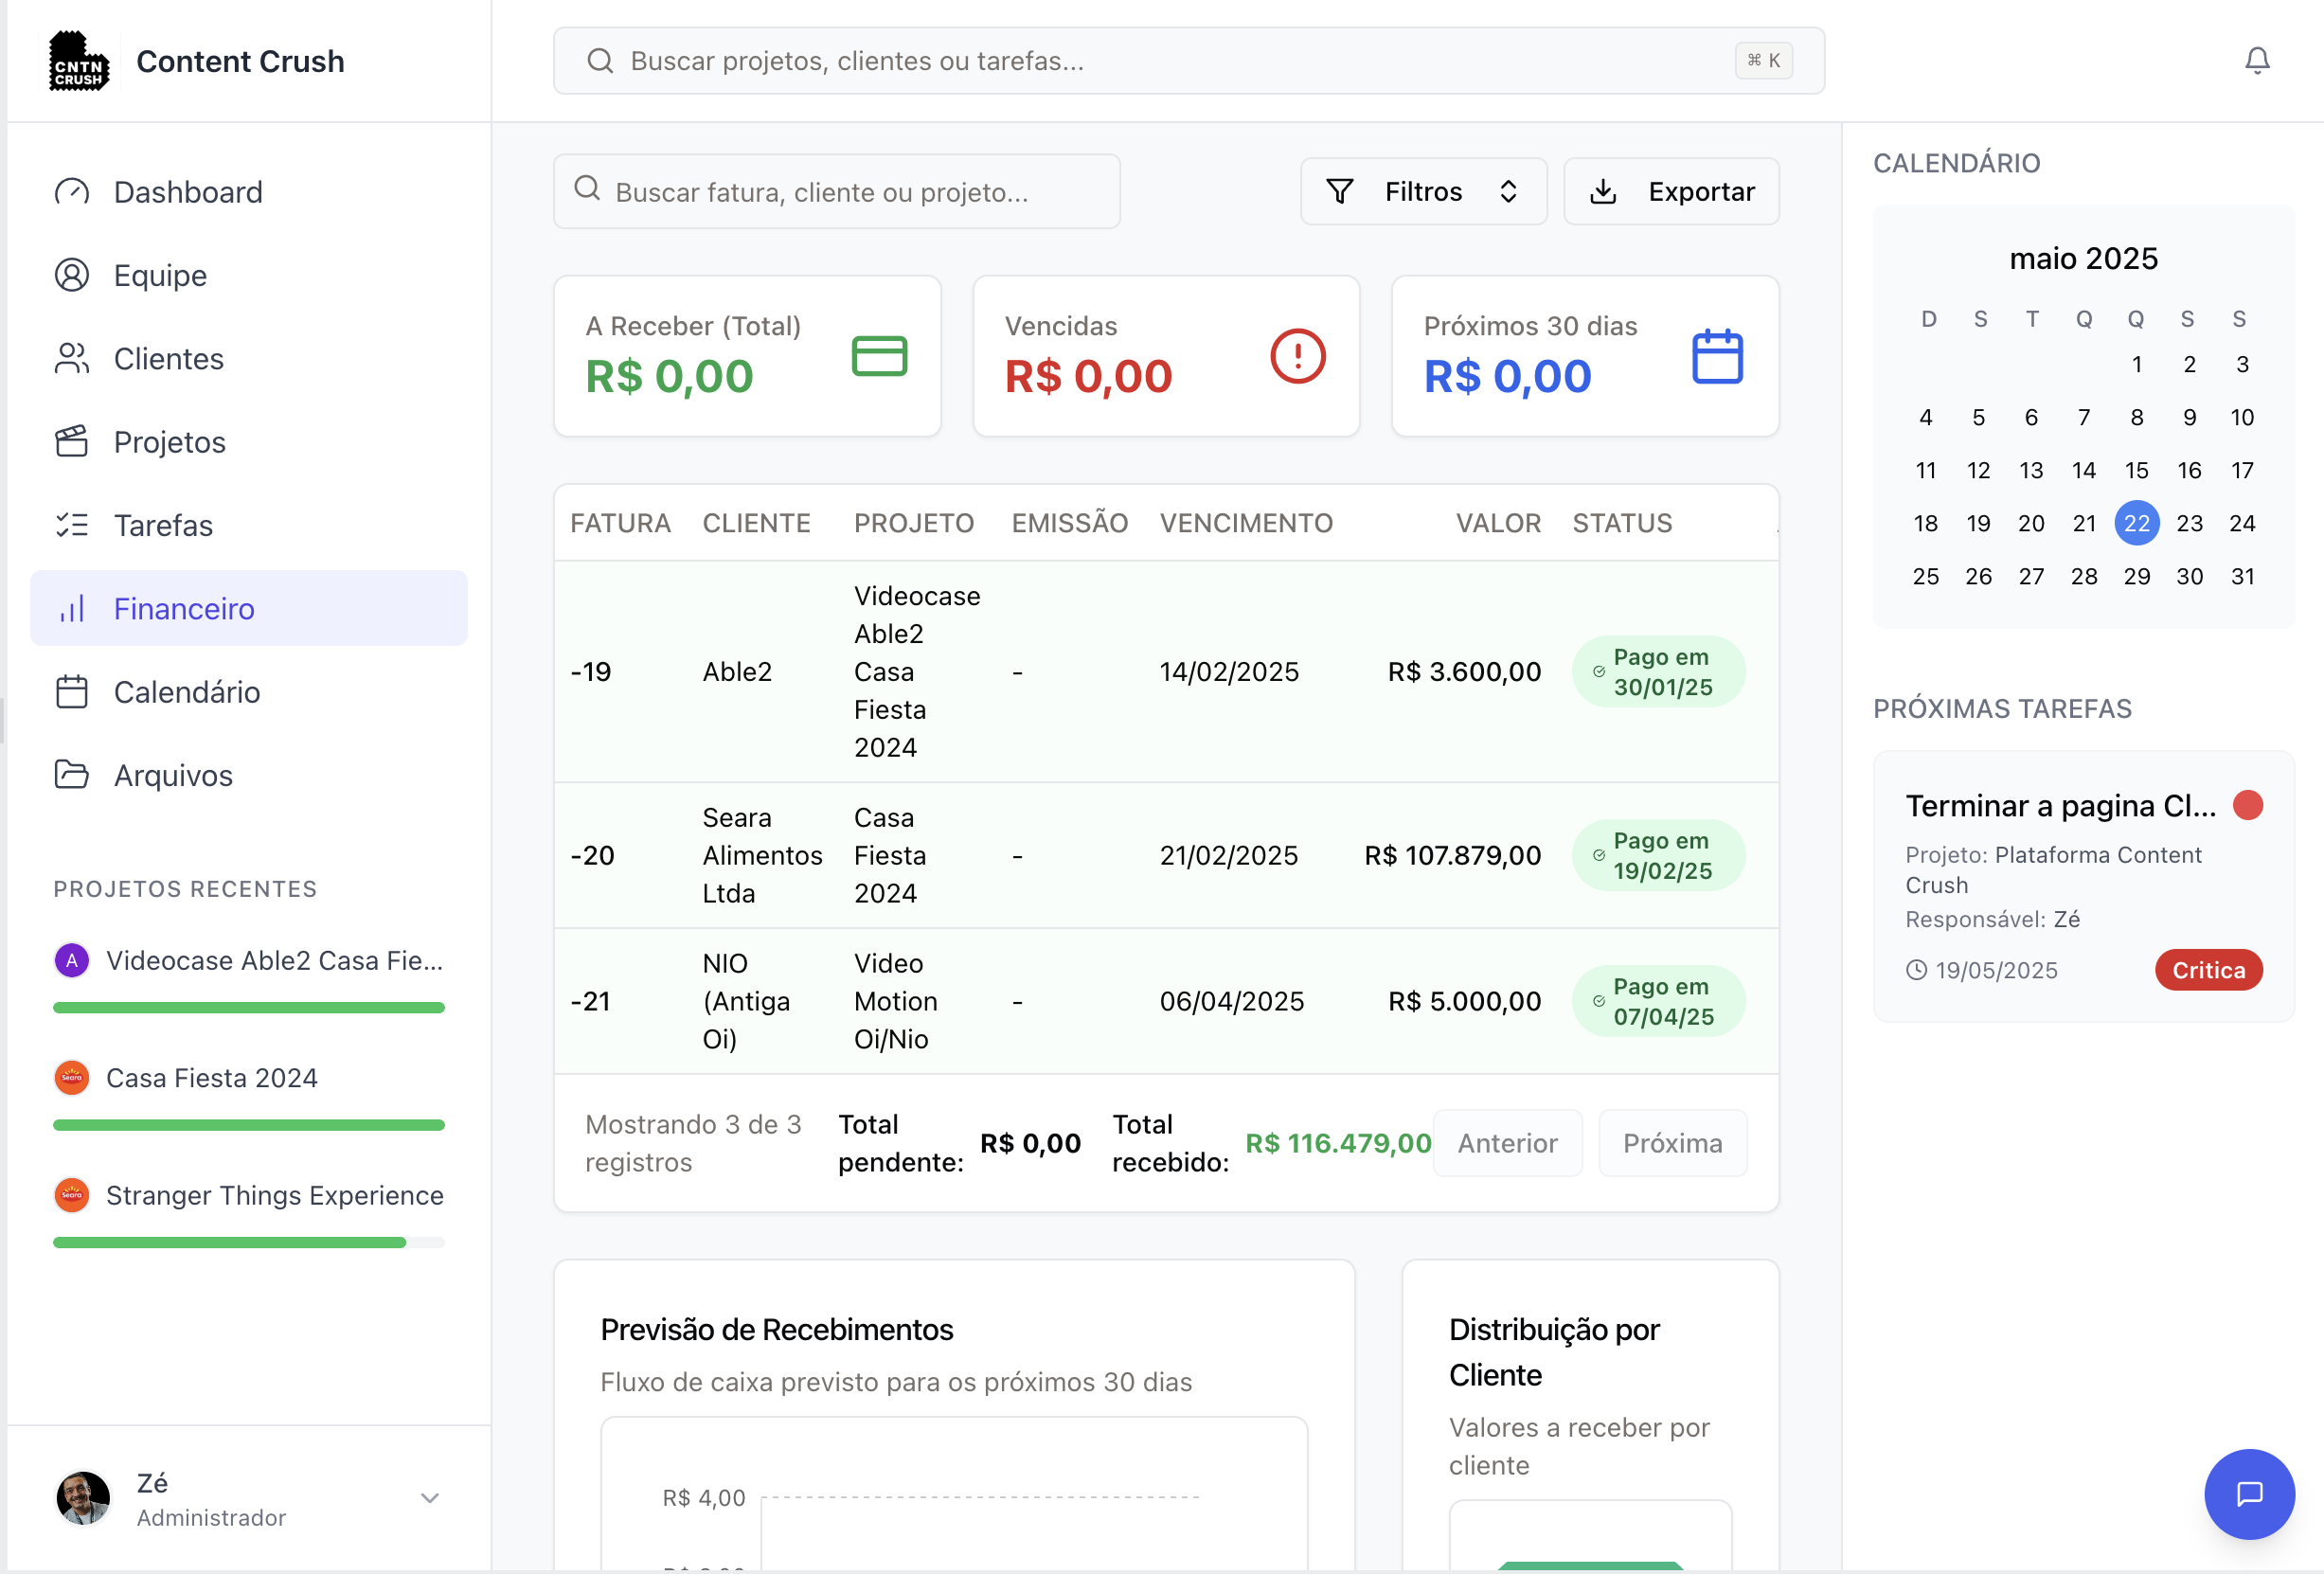 CNTN
CRUSH
Content Crush
Buscar projetos, clientes ou tarefas...
⌘ K
Dashboard
Equipe
Clientes
Projetos
Tarefas
Financeiro
Calendário
Arquivos
PROJETOS RECENTES
A
Videocase Able2 Casa Fie...
Seara
Casa Fiesta 2024
Seara
Stranger Things Experience
Zé
Administrador
Buscar fatura, cliente ou projeto...
Filtros
Exportar
A Receber (Total)
R$ 0,00
Vencidas
R$ 0,00
Próximos 30 dias
R$ 0,00
FATURA CLIENTE PROJETO EMISSÃO VENCIMENTO VALOR STATUS
-19
Able2
Videocase
Able2
Casa
Fiesta
2024
-
14/02/2025
R$ 3.600,00
Pago em
30/01/25
-20
Seara
Alimentos
Ltda
Casa
Fiesta
2024
-
21/02/2025
R$ 107.879,00
Pago em
19/02/25
-21
NIO
(Antiga
Oi)
Video
Motion
Oi/Nio
-
06/04/2025
R$ 5.000,00
Pago em
07/04/25
Mostrando 3 de 3
registros
Total
pendente:
R$ 0,00
Total
recebido:
R$ 116.479,00
Anterior
Próxima
Previsão de Recebimentos
Fluxo de caixa previsto para os próximos 30 dias
R$ 4,00
Distribuição por
Cliente
Valores a receber por
cliente
CALENDÁRIO
maio 2025
D S T Q Q S S
1 2 3
4 5 6 7 8 9 10
11 12 13 14 15 16 17
18 19 20 21 22 23 24
25 26 27 28 29 30 31
PRÓXIMAS TAREFAS
Terminar a pagina Cl...
Projeto: Plataforma Content
Crush
Responsável: Zé
19/05/2025
Critica